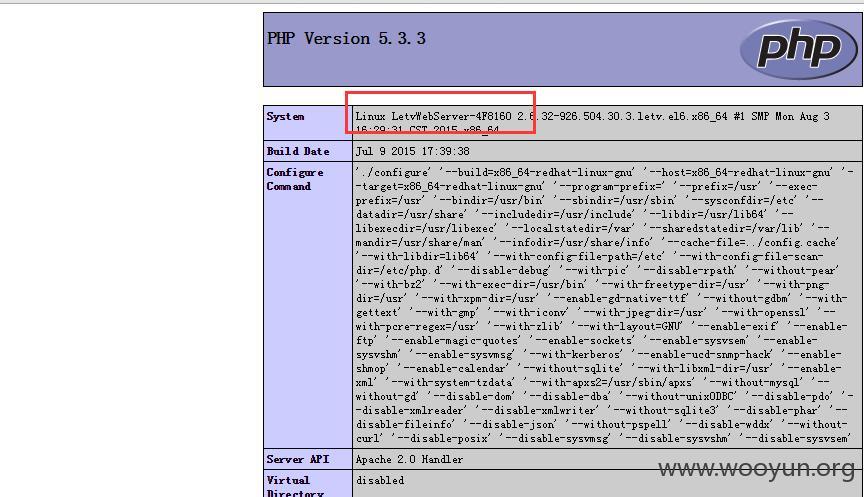 PHP Version 5.3.3
php
System
Linux LetvWebServer-4F8160 2.6.32-926.504.30.3.letv.el6.x86_64 #1 SMP Mon Aug 3
16:29:31 CST 2015 x86_64
Build Date
Jul 9 2015 17:39:38
Configure
Command
'./configure' '--build=x86_64-redhat-linux-gnu' '--host=x86_64-redhat-linux-gnu' '-
-target=x86_64-redhat-linux-gnu' '--program-prefix=' '--prefix=/usr' '--exec-
prefix=/usr' '--bindir=/usr/bin' '--sbindir=/usr/sbin' '--sysconfdir=/etc' '--
datadir=/usr/share' '--includedir=/usr/include' '--libdir=/usr/lib64' '--
libexecdir=/usr/libexec' '--localstatedir=/var' '--sharedstatedir=/var/lib' '--
mandir=/usr/share/man' '--infodir=/usr/share/info' '--cache-file=../config.cache'
'--with-libdir=lib64' '--with-config-file-path=/etc' '--with-config-file-scan-
dir=/etc/php.d' '--disable-debug' '--with-pic' '--disable-rpath' '--without-pear'
'--with-bz2' '--with-exec-dir=/usr/bin' '--with-freetype-dir=/usr' '--with-png-
dir=/usr' '--with-xpm-dir=/usr' '--enable-gd-native-ttf' '--without-gdbm' '--with-
gettext' '--with-gmp' '--with-iconv' '--with-jpeg-dir=/usr' '--with-openssl' '--
with-pcre-regex=/usr' '--with-zlib' '--with-layout=GNU' '--enable-exif' '--enable-
ftp' '--enable-magic-quotes' '--enable-sockets' '--enable-sysvsem' '--enable-
sysvshm' '--enable-sysvmsg' '--with-kerberos' '--enable-ucd-snmp-hack' '--enable-
shmop' '--enable-calendar' '--without-sqlite' '--with-libxml-dir=/usr' '--enable-
xml' '--with-system-tzdata' '--with-apxs2=/usr/sbin/apxs' '--without-mysql' '--
without-gd' '--disable-dom' '--disable-dba' '--without-unixODBC' '--disable-pdo' '-
-disable-xmlreader' '--disable-xmlwriter' '--without-sqlite3' '--disable-phar' '--
disable-fileinfo' '--disable-json' '--without-pspell' '--disable-wddx' '--without-
curl' '--disable-posix' '--disable-sysvmsg' '--disable-sysvshm' '--disable-sysvsem'
Server API
Apache 2.0 Handler
Virtual
Directory
disabled
www.wooyun.org